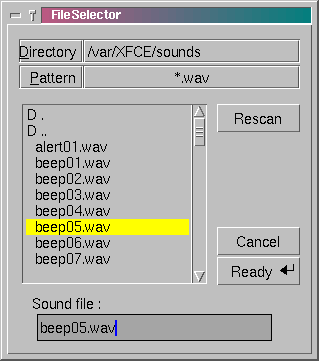 FileSelector
Directory /var/XFCE/sounds
Pattern *.wav
D .
D ..
alert01.wav
beep01.wav
beep02.wav
beep03.wav
beep04.wav
beep05.wav
beep06.wav
beep07.wav
Rescan
Cancel
Ready
Sound file :
beep05.wav